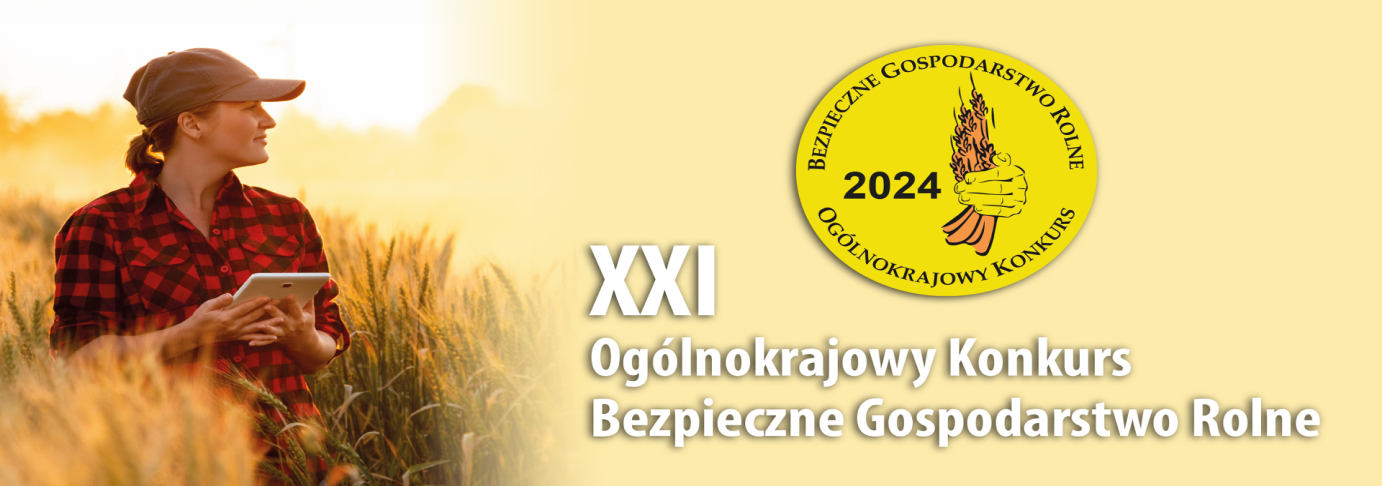 BEZPIECZNE GOSPODARSTWO ROLNE
2024
OGÓLNOKRAJOWY KONKURS
XXI
Ogólnokrajowy Konkurs
Bezpieczne Gospodarstwo Rolne